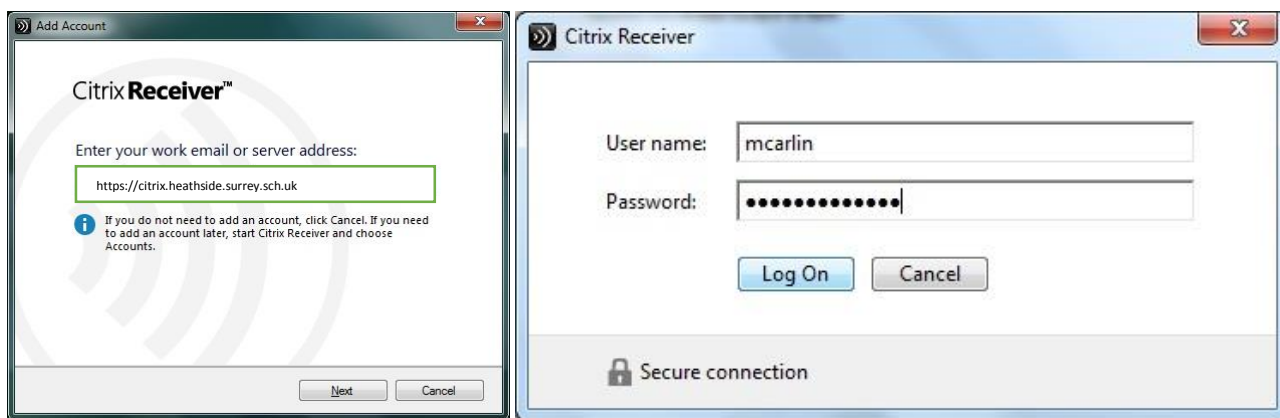 Add Account
Citrix Receiver™
Enter your work email or server address:
https://citrix.heathside.surrey.sch.uk
If you do not need to add an account, click Cancel. If you need
to add an account later, start Citrix Receiver and choose
Accounts.
Next
Cancel
Citrix Receiver
User name:
mcarlin
Password:
●●●●●●●●●●●●●
Log On
Cancel
Secure connection